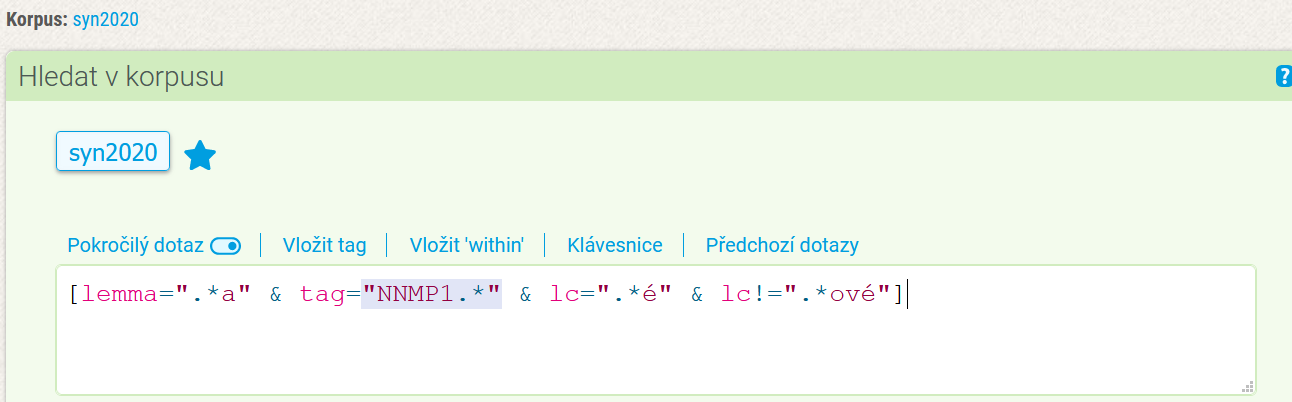 Korpus: syn2020
Hledat v korpusu
?
syn2020
Pokročilý dotaz Vložit tag Vložit 'within' Klávesnice Předchozí dotazy
[lemma=".*a" & tag="NNMP1.*" & lc=".*é" & lc!=".*ové"]